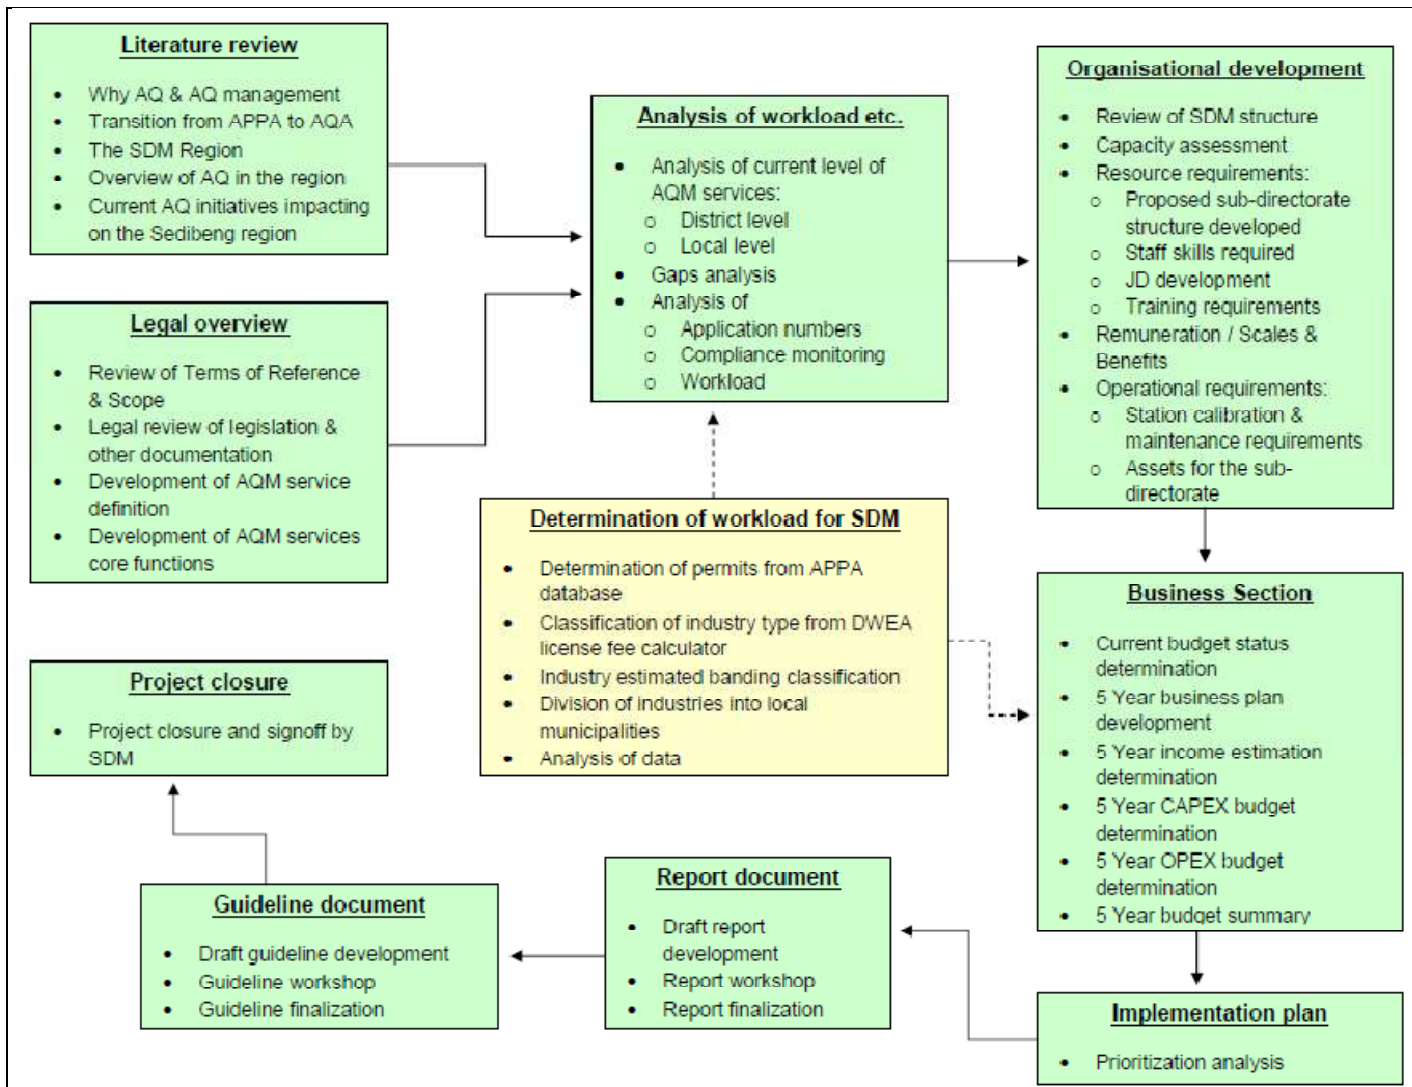 Literature review
• Why AQ & AQ management
• Transition from APPA to AQA
• The SDM Region
• Overview of AQ in the region
• Current AQ initiatives impacting
on the Sedibeng region
Legal overview
• Review of Terms of Reference
& Scope
• Legal review of legislation &
other documentation
• Development of AQM service
definition
• Development of AQM services
core functions
Analysis of workload etc.
• Analysis of current level of
AQM services:
o District level
o Local level
• Gaps analysis
• Analysis of
o Application numbers
o Compliance monitoring
o Workload
Organisational development
• Review of SDM structure
• Capacity assessment
• Resource requirements:
o Proposed sub-directorate
structure developed
o Staff skills required
o JD development
o Training requirements
• Remuneration / Scales &
Benefits
• Operational requirements:
o Station calibration &
maintenance requirements
o Assets for the sub-
directorate
Determination of workload for SDM
• Determination of permits from APPA
database
• Classification of industry type from DWEA
license fee calculator
• Industry estimated banding classification
• Division of industries into local
municipalities
• Analysis of data
Business Section
• Current budget status
determination
• 5 Year business plan
development
• 5 Year income estimation
determination
• 5 Year CAPEX budget
determination
• 5 Year OPEX budget
determination
• 5 Year budget summary
Implementation plan
• Prioritization analysis
Report document
• Draft report
development
• Report workshop
• Report finalization
Guideline document
• Draft guideline development
• Guideline workshop
• Guideline finalization
Project closure
• Project closure and signoff by
SDM